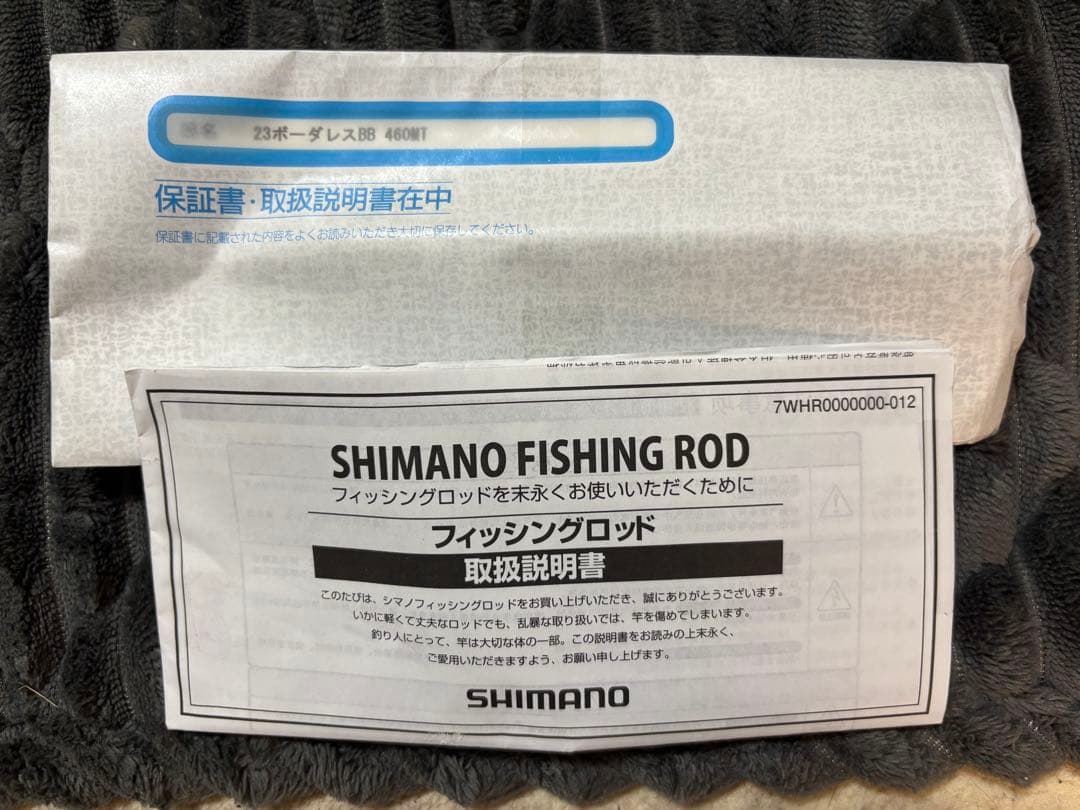 23ボーダレスBB 460MT
保証書・取扱説明書在中
保証書に記載された内容をよくお読みいただき大切に保存してください。
7WHR0000000-012
SHIMANO FISHING ROD
フィッシングロッドを末永くお使いいただくために
フィッシングロッド
取扱説明書
このたびは、シマノフィッシングロッドをお買い上げいただき、誠にありがとうございます。
いかに軽くて丈夫なロッドでも、乱暴な取り扱いでは、竿を傷めてしまいます。
釣り人にとって、竿は大切な体の一部。この説明書をお読みの上末永く、
ご愛用いただきますよう、お願い申し上げます。
SHIMANO